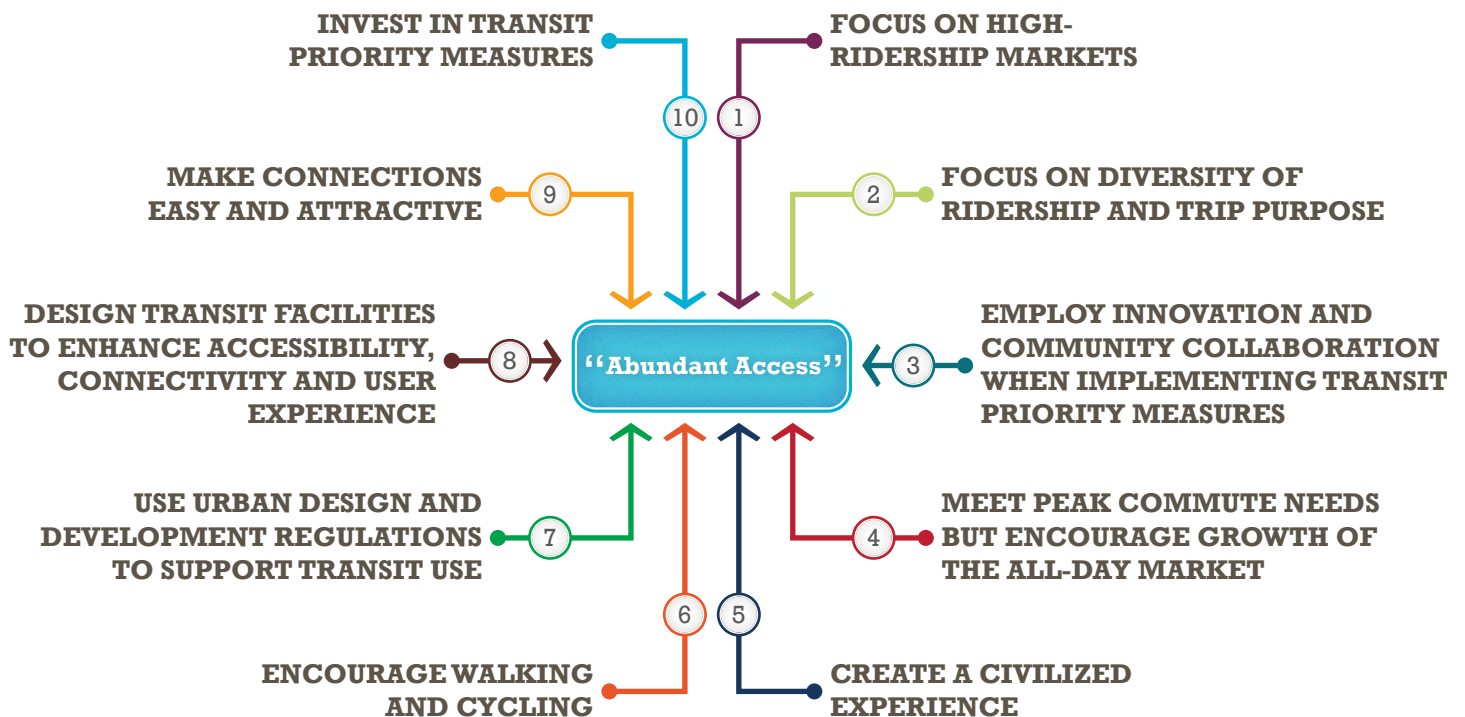 INVEST IN TRANSIT
PRIORITY MEASURES
10
1
FOCUS ON HIGH-
RIDERSHIP MARKETS
MAKE CONNECTIONS
EASY AND ATTRACTIVE
9
2
FOCUS ON DIVERSITY OF
RIDERSHIP AND TRIP PURPOSE
DESIGN TRANSIT FACILITIES
TO ENHANCE ACCESSIBILITY,
CONNECTIVITY AND USER
EXPERIENCE
8
“Abundant Access”
3
EMPLOY INNOVATION AND
COMMUNITY COLLABORATION
WHEN IMPLEMENTING TRANSIT
PRIORITY MEASURES
USE URBAN DESIGN AND
DEVELOPMENT REGULATIONS
TO SUPPORT TRANSIT USE
7
4
MEET PEAK COMMUTE NEEDS
BUT ENCOURAGE GROWTH OF
THE ALL-DAY MARKET
ENCOURAGE WALKING
AND CYCLING
6
5
CREATE A CIVILIZED
EXPERIENCE